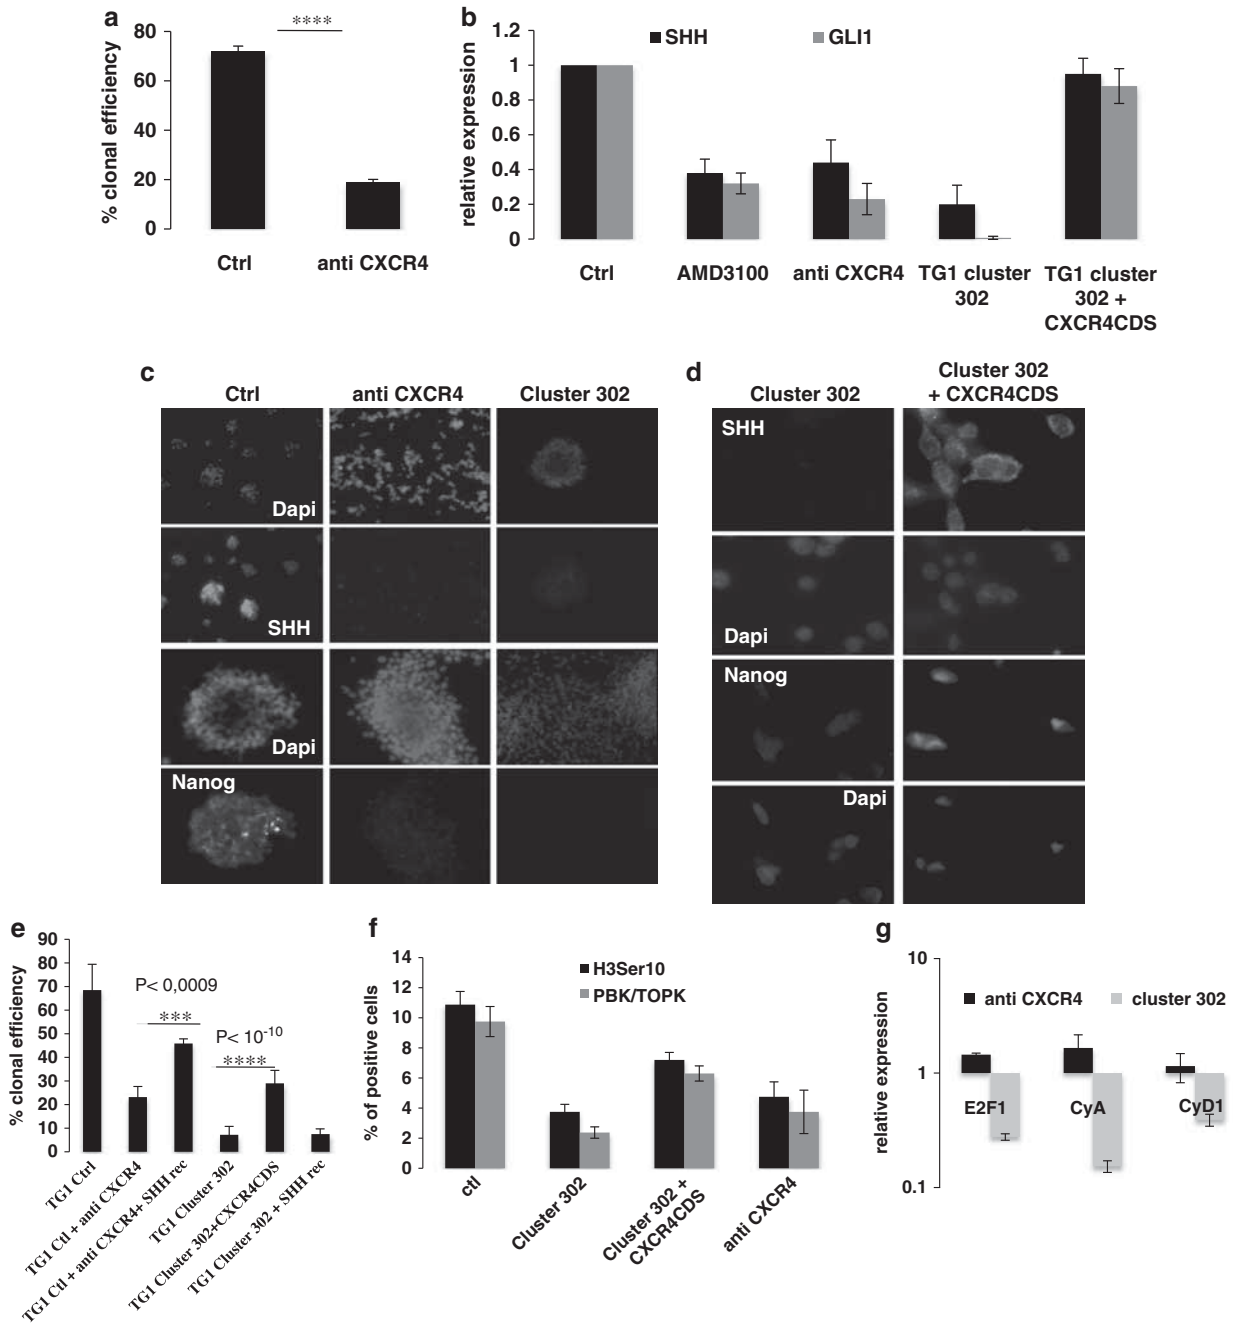 a
80
60
40
20
0
% clonal efficiency
****
Ctrl
anti CXCR4
b
1.2
1
0.8
0.6
0.4
0.2
0
relative expression
SHH
GLI1
Ctrl
AMD3100
anti CXCR4
TG1 cluster
302
TG1 cluster
302 +
CXCR4CDS
c
Ctrl
anti CXCR4
Cluster 302
Dapi
SHH
Dapi
Nanog
d
Cluster 302
Cluster 302
+ CXCR4CDS
SHH
Dapi
Nanog
Dapi
e
90
80
70
60
50
40
30
20
10
0
% clonal efficiency
P< 0,0009
***
P< 10-10
****
TG1 Ctrl
TG1 Ctl + anti CXCR4
TG1 Ctl + anti CXCR4+ SHH rec
TG1 Cluster 302
TG1 Cluster 302+CXCR4CDS
TG1 Cluster 302 + SHH rec
f
14
12
10
8
6
4
2
0
% of positive cells
H3Ser10
PBK/TOPK
ctl
Cluster 302
Cluster 302 +
CXCR4CDS
anti CXCR4
g
10
1
0.1
relative expression
anti CXCR4
cluster 302
E2F1
CyA
CyD1